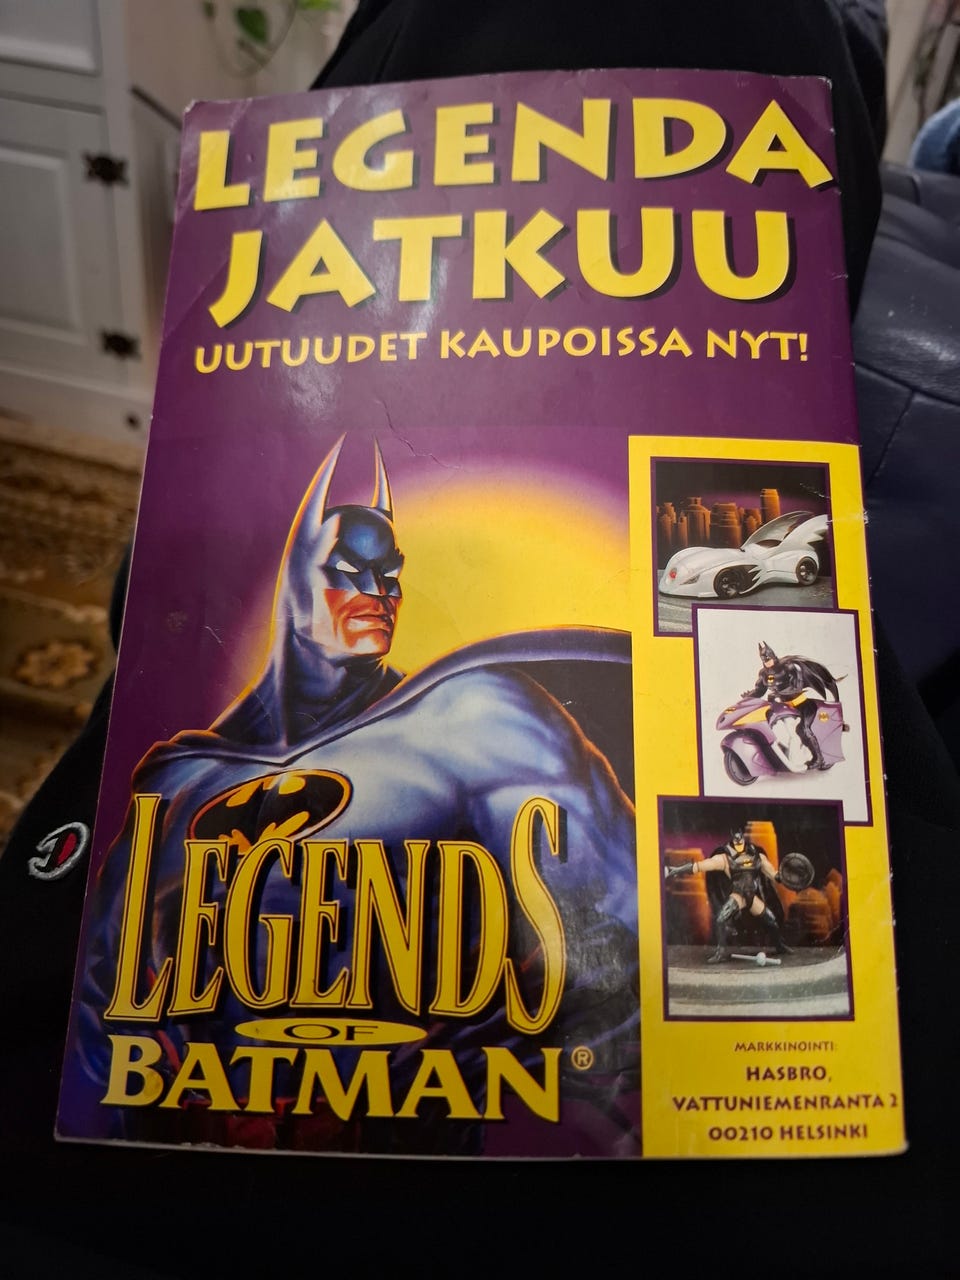 LEGENDA
JATKUU
UUTUUDET KAUPOISSA NYT!
LEGENDS
OF
BATMAN®
MARKKINOINTI:
HASBRO,
VATTUNIEMENRANTA 2
00210 HELSINKI